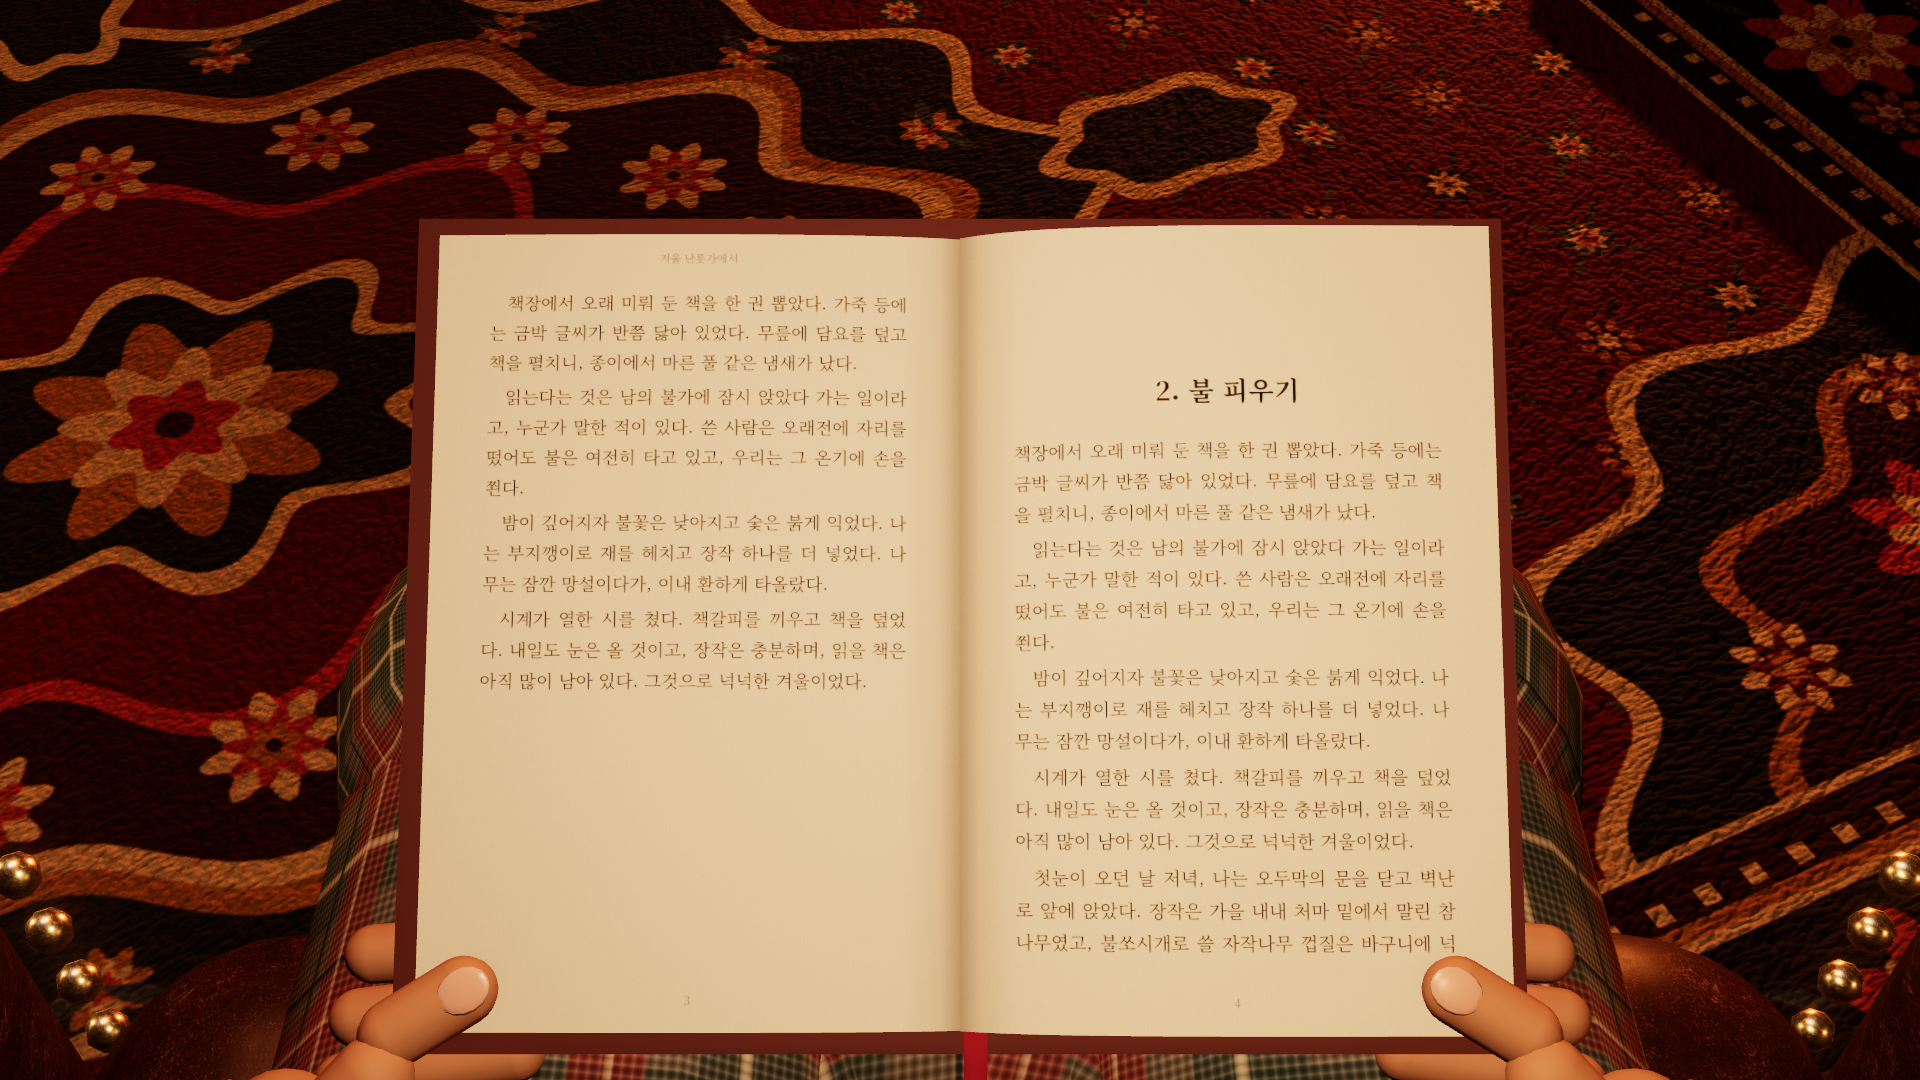 겨울 난롯가에서
책장에서 오래 미뤄 둔 책을 한 권 뽑았다. 가죽 등에
는 금박 글씨가 반쯤 닳아 있었다. 무릎에 담요를 덮고
책을 펼치니, 종이에서 마른 풀 같은 냄새가 났다.
읽는다는 것은 남의 불가에 잠시 앉았다 가는 일이라
고, 누군가 말한 적이 있다. 쓴 사람은 오래전에 자리를
떴어도 불은 여전히 타고 있고, 우리는 그 온기에 손을
쬔다.
밤이 깊어지자 불꽃은 낮아지고 숯은 붉게 익었다. 나
는 부지깽이로 재를 헤치고 장작 하나를 더 넣었다. 나
무는 잠깐 망설이다가, 이내 환하게 타올랐다.
시계가 열한 시를 쳤다. 책갈피를 끼우고 책을 덮었
다. 내일도 눈은 올 것이고, 장작은 충분하며, 읽을 책은
아직 많이 남아 있다. 그것으로 넉넉한 겨울이었다.
3
2. 불 피우기
책장에서 오래 미뤄 둔 책을 한 권 뽑았다. 가죽 등에는
금박 글씨가 반쯤 닳아 있었다. 무릎에 담요를 덮고 책
을 펼치니, 종이에서 마른 풀 같은 냄새가 났다.
읽는다는 것은 남의 불가에 잠시 앉았다 가는 일이라
고, 누군가 말한 적이 있다. 쓴 사람은 오래전에 자리를
떴어도 불은 여전히 타고 있고, 우리는 그 온기에 손을
쬔다.
밤이 깊어지자 불꽃은 낮아지고 숯은 붉게 익었다. 나
는 부지깽이로 재를 헤치고 장작 하나를 더 넣었다. 나
무는 잠깐 망설이다가, 이내 환하게 타올랐다.
시계가 열한 시를 쳤다. 책갈피를 끼우고 책을 덮었
다. 내일도 눈은 올 것이고, 장작은 충분하며, 읽을 책은
아직 많이 남아 있다. 그것으로 넉넉한 겨울이었다.
첫눈이 오던 날 저녁, 나는 오두막의 문을 닫고 벽난
로 앞에 앉았다. 장작은 가을 내내 처마 밑에서 말린 참
나무였고, 불쏘시개로 쓸 자작나무 껍질은 바구니에 넉
4